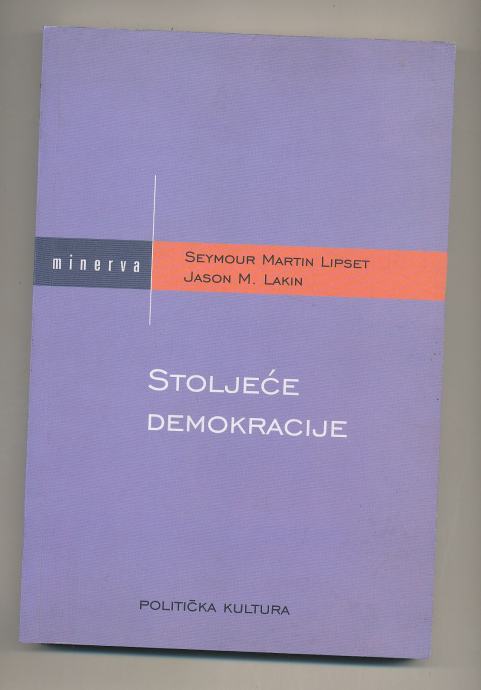 minerva
Seymour Martin Lipset
Jason M. Lakin
Stoljeće
demokracije
Politička kultura